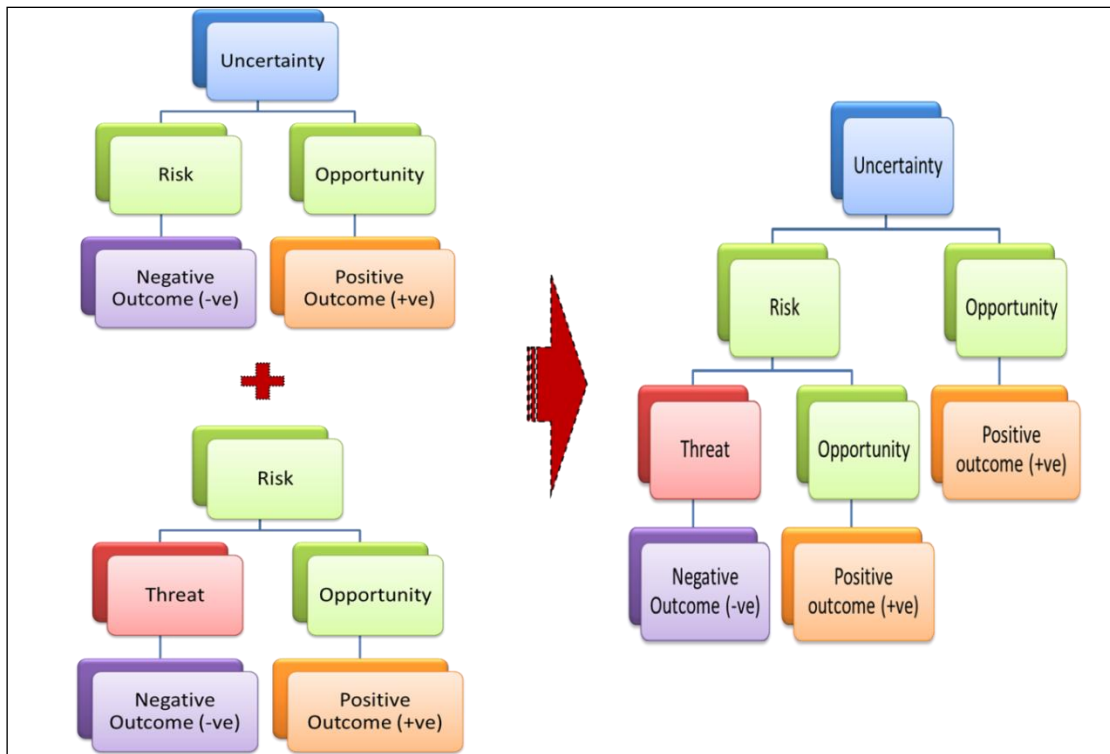 Uncertainty
Risk
Opportunity
Negative
Outcome (-ve)
Positive
Outcome (+ve)
Risk
Threat
Opportunity
Negative
Outcome (-ve)
Positive
Outcome (+ve)
Uncertainty
Risk
Opportunity
Threat
Opportunity
Positive
outcome (+ve)
Negative
Outcome (-ve)
Positive
outcome (+ve)